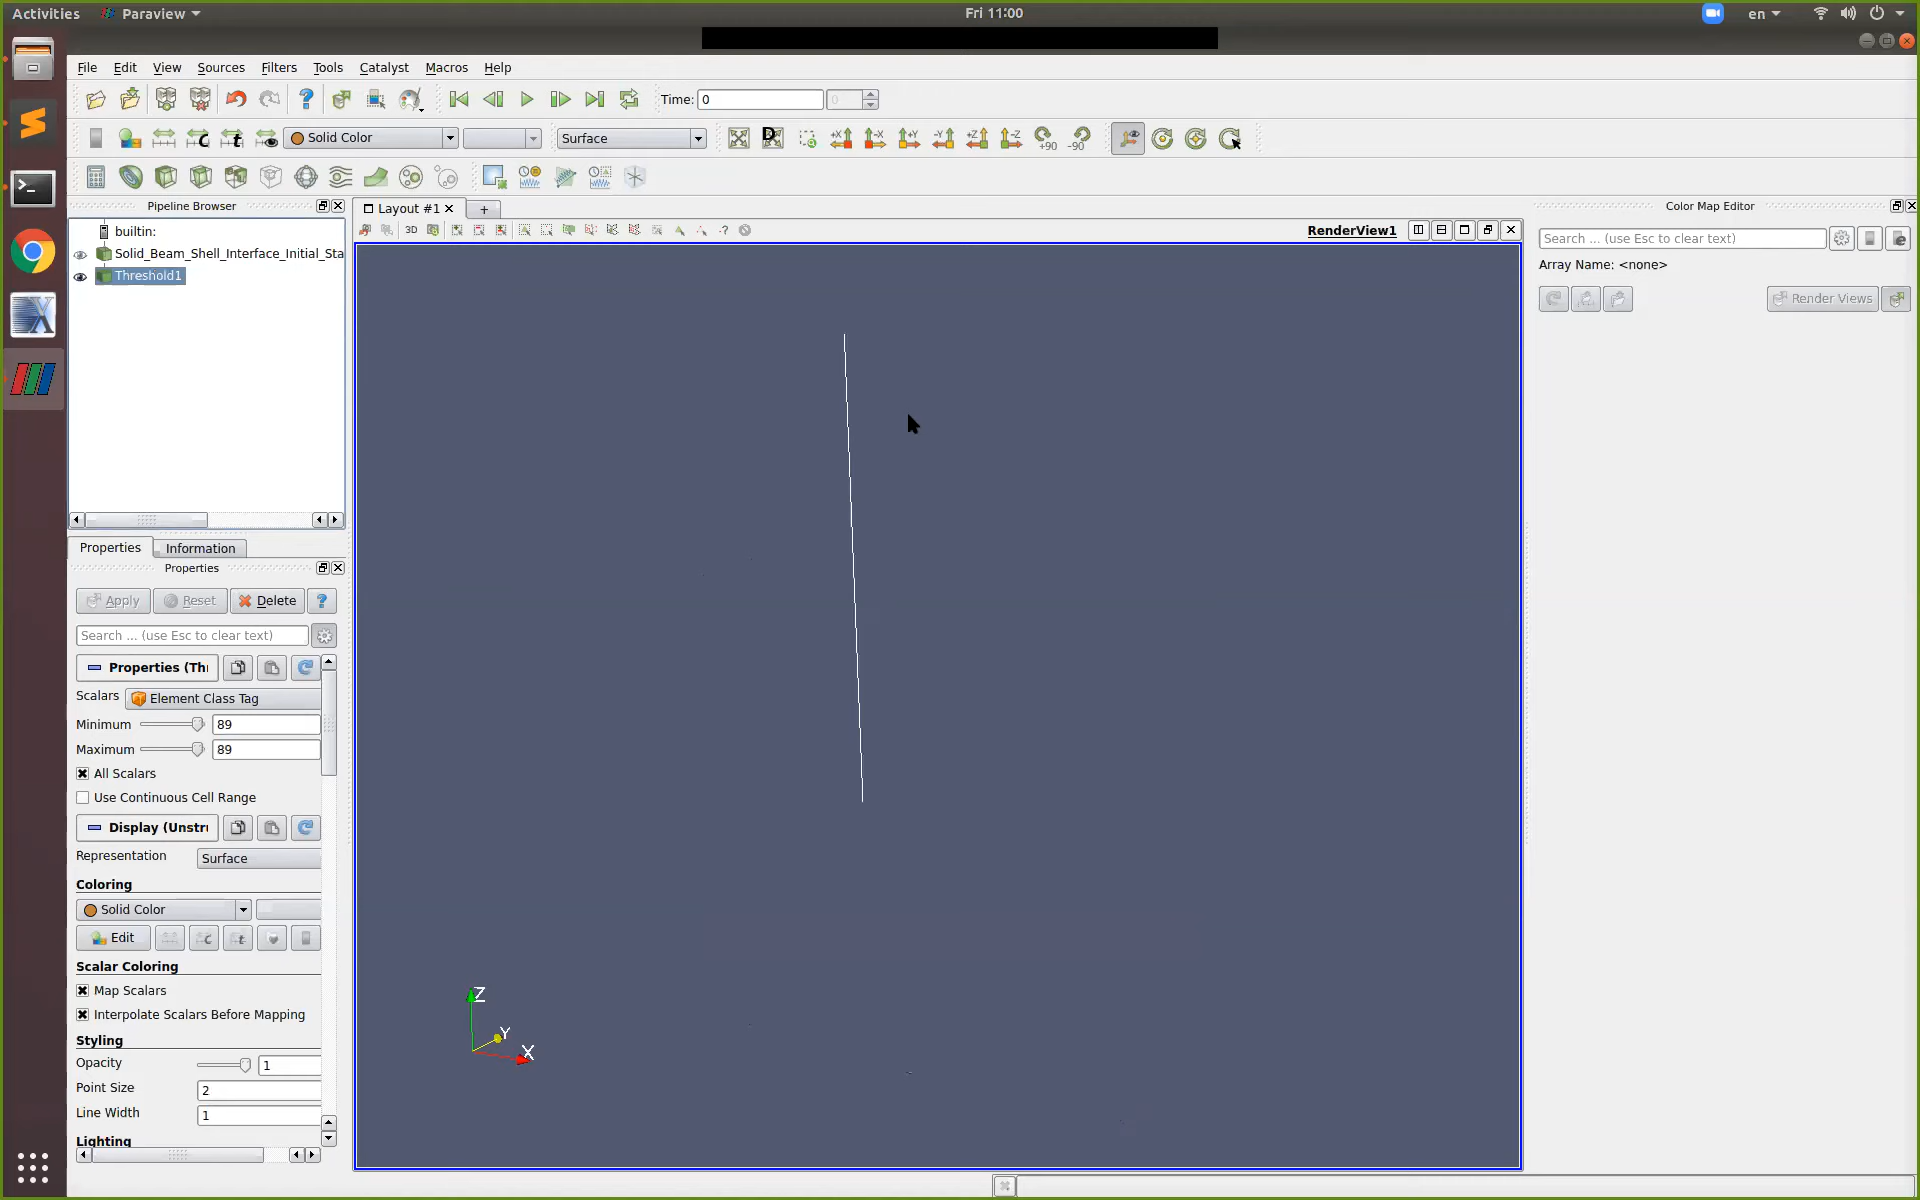 Activities Paraview Fri 11:00 en
File Edit View Sources Filters Tools Catalyst Macros Help
Time: 0 0
Solid Color Surface +X -X +Y -Y +Z -Z +90 -90
Pipeline Browser Layout #1 Color Map Editor
builtin: 3D RenderView1 Search ... (use Esc to clear text)
Solid_Beam_Shell_Interface_Initial_Sta
Threshold1 Array Name: <none>
Render Views
Properties Information
Properties
Apply Reset Delete
Search ... (use Esc to clear text)
Properties (Thr
Scalars Element Class Tag
Minimum 89
Maximum 89
All Scalars
Use Continuous Cell Range
Display (Unstru
Representation Surface
Coloring
Solid Color
Edit
Scalar Coloring
Map Scalars
Interpolate Scalars Before Mapping
Styling
Opacity 1
Point Size 2
Line Width 1
Lighting
Z
Y
X